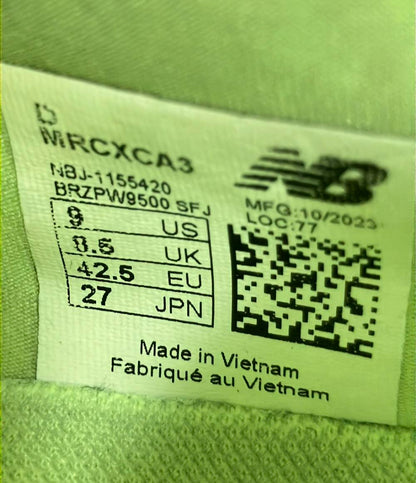 D
MRCXCA3
NBJ-1155420
BRZPW9500 SFJ
9 US
8.5 UK
42.5 EU
27 JPN
NB
MFG:10/2023
LOC:77
Made in Vietnam
Fabriqué au Vietnam